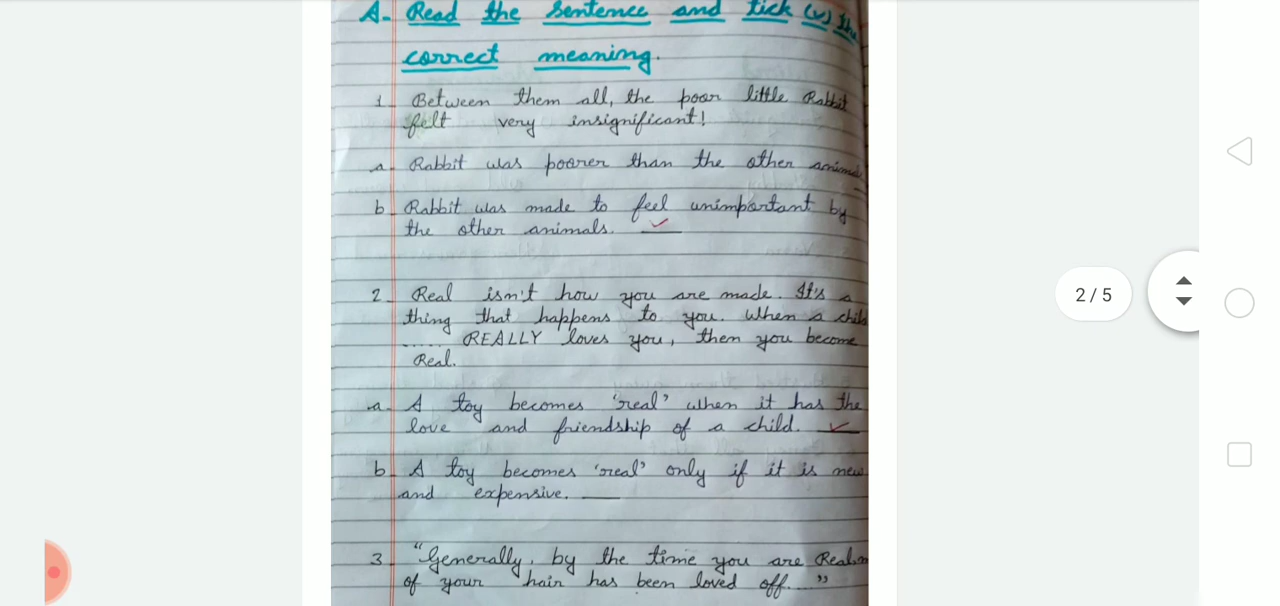 A. Read the sentence and tick (✓) the
correct meaning.
1. Between them all, the poor little Rabbit
felt very insignificant!
a. Rabbit was poorer than the other
b. Rabbit was made to feel unimportant by
the other animals. ✓
2. Real isn't how you are made. It's a
thing that happens to you. When a child
..... REALLY loves you, then you become
Real.
a. A toy becomes 'real' when it has the
love and friendship of a child. ✓
b. A toy becomes 'real' only if it is new
and expensive. ___
3. "Generally, by the time you are Real,
of your hair has been loved off...."
2 / 5